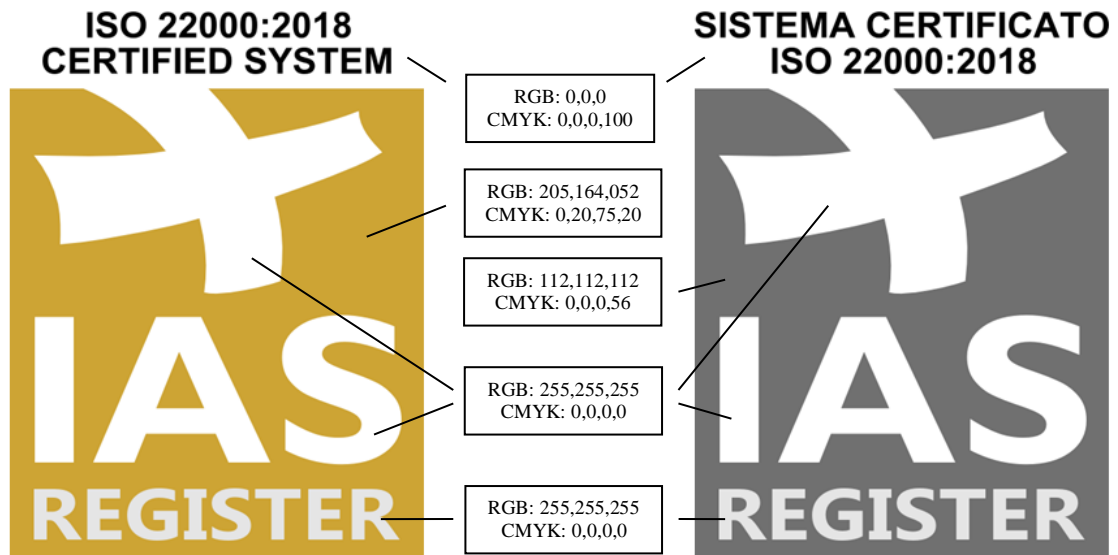 ISO 22000:2018
CERTIFIED SYSTEM
SISTEMA CERTIFICATO
ISO 22000:2018
RGB: 0,0,0
CMYK: 0,0,0,100
RGB: 205,164,052
CMYK: 0,20,75,20
RGB: 112,112,112
CMYK: 0,0,0,56
RGB: 255,255,255
CMYK: 0,0,0,0
RGB: 255,255,255
CMYK: 0,0,0,0
IAS
REGISTER
IAS
REGISTER